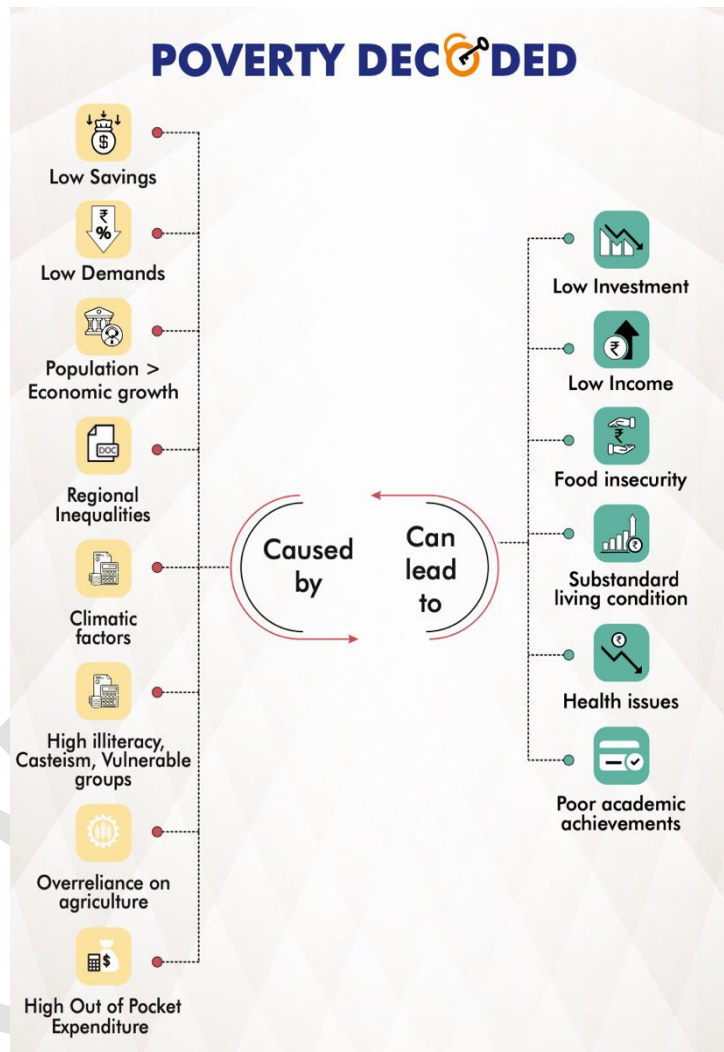 POVERTY DECODED
Low Savings
₹
%
Low Demands
Population >
Economic growth
DOC
Regional
Inequalities
Climatic
factors
High illiteracy,
Casteism, Vulnerable
groups
Overreliance on
agriculture
$
High Out of Pocket
Expenditure
Caused
by
Can
lead
to
Low Investment
₹
Low Income
₹
Food insecurity
₹
Substandard
living condition
₹
Health issues
Poor academic
achievements